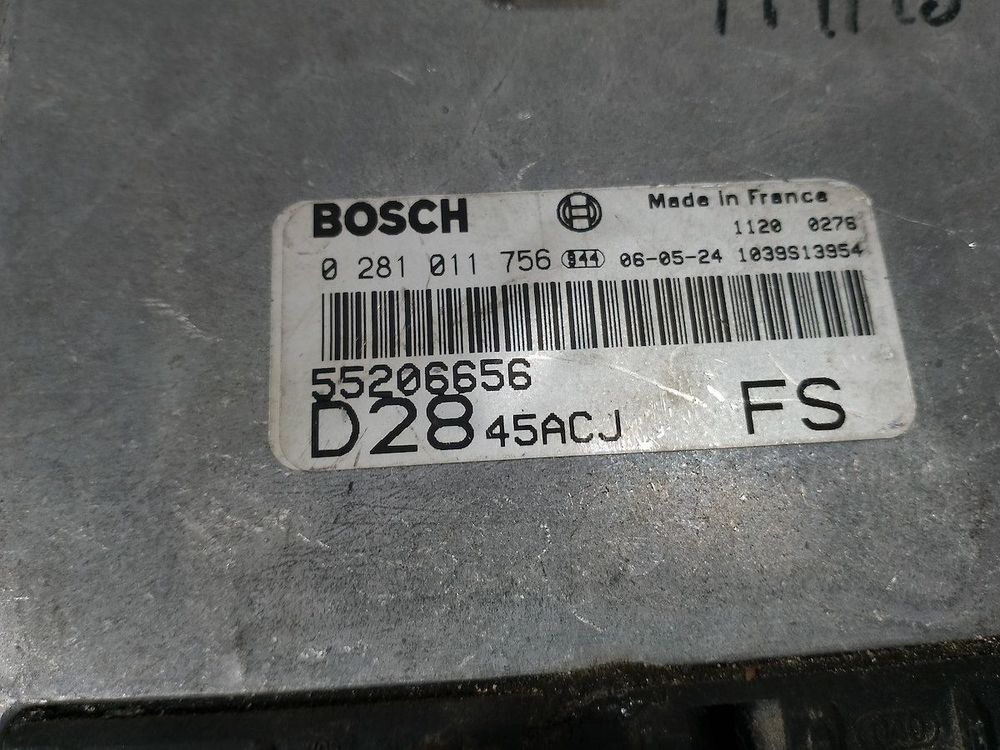 BOSCH
Made in France
1120 0276
0 281 011 756 944 06-05-24 1039S13954
55206656
D28 45ACJ FS